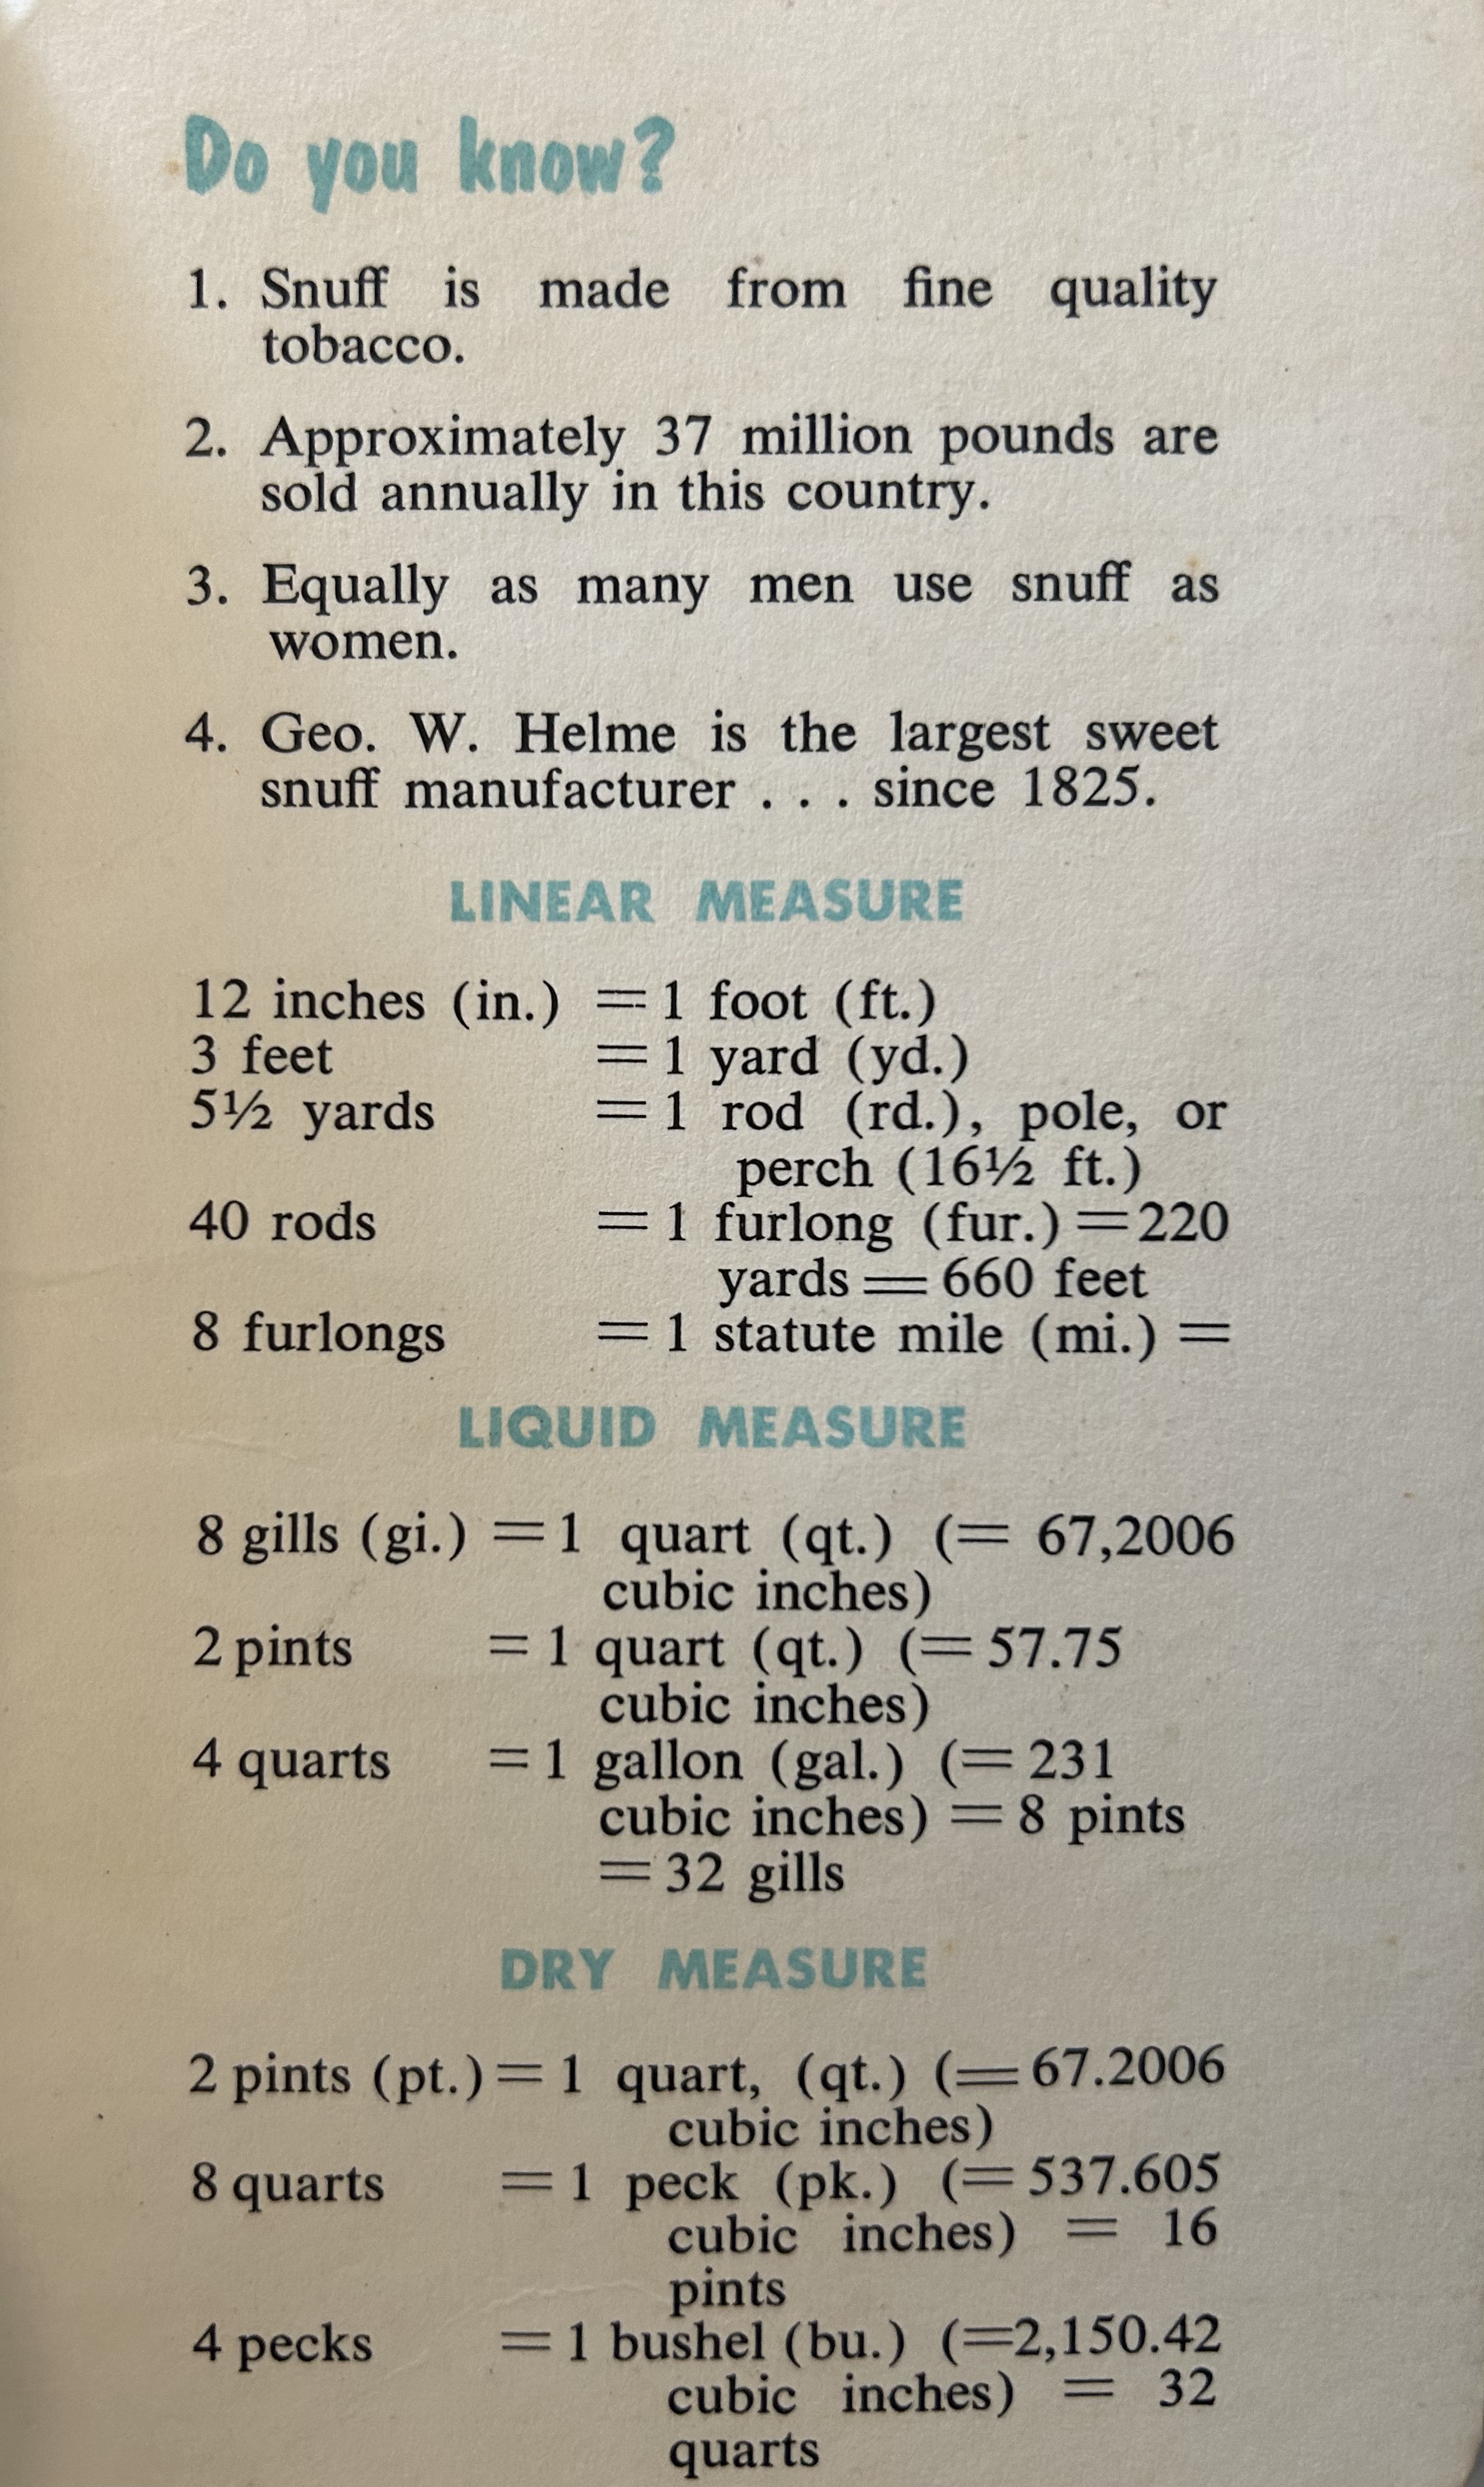 Do you know?
1. Snuff is made from fine quality
tobacco.
2. Approximately 37 million pounds are
sold annually in this country.
3. Equally as many men use snuff as
women.
4. Geo. W. Helme is the largest sweet
snuff manufacturer . . . since 1825.
LINEAR MEASURE
12 inches (in.) = 1 foot (ft.)
3 feet = 1 yard (yd.)
5½ yards = 1 rod (rd.), pole, or
perch (16½ ft.)
40 rods = 1 furlong (fur.) = 220
yards = 660 feet
8 furlongs = 1 statute mile (mi.) =
LIQUID MEASURE
8 gills (gi.) = 1 quart (qt.) (= 67,2006
cubic inches)
2 pints = 1 quart (qt.) (= 57.75
cubic inches)
4 quarts = 1 gallon (gal.) (= 231
cubic inches) = 8 pints
= 32 gills
DRY MEASURE
2 pints (pt.) = 1 quart, (qt.) (= 67.2006
cubic inches)
8 quarts = 1 peck (pk.) (= 537.605
cubic inches) = 16
pints
4 pecks = 1 bushel (bu.) (=2,150.42
cubic inches) = 32
quarts